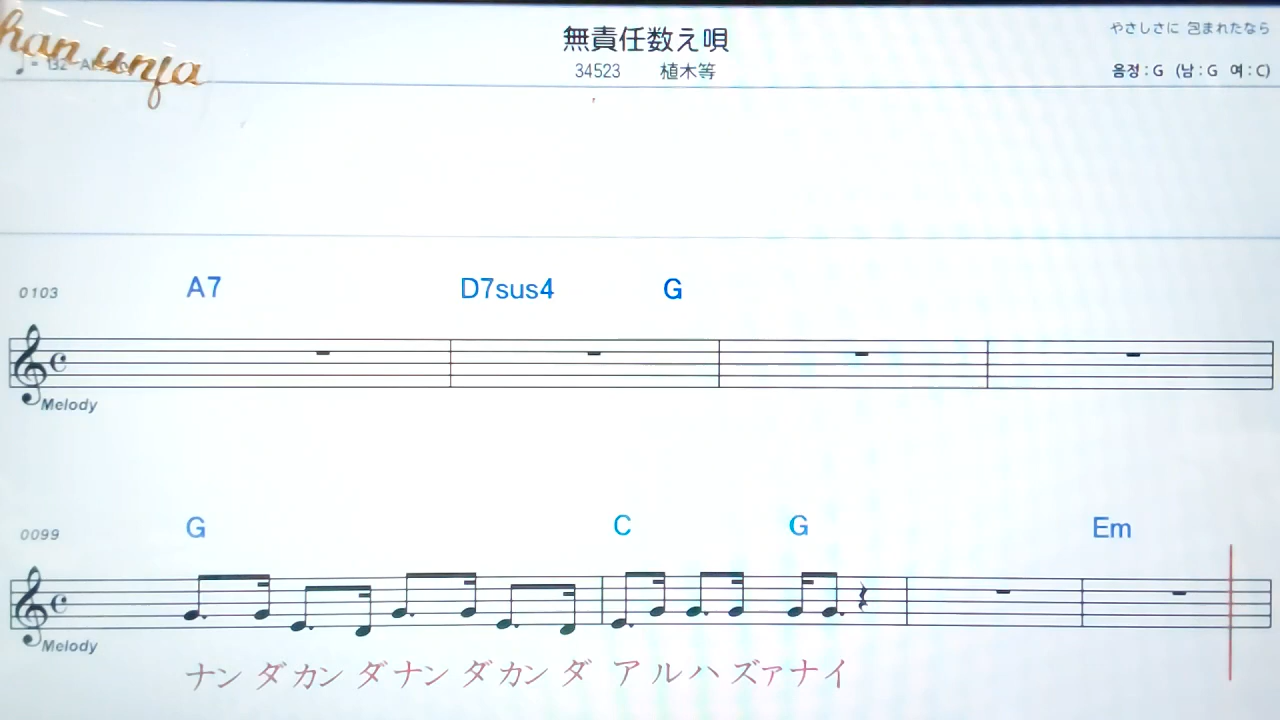 han unja
無責任数え唄
やさしさに 包まれたなら
34523 植木等
음정 : G (남 : G 여 : C)
A7 D7sus4 G
0103
Melody
G C G Em
0099
Melody
ナン ダ カン ダ ナン ダ カン ダ ア ル ハ ズァナ イ